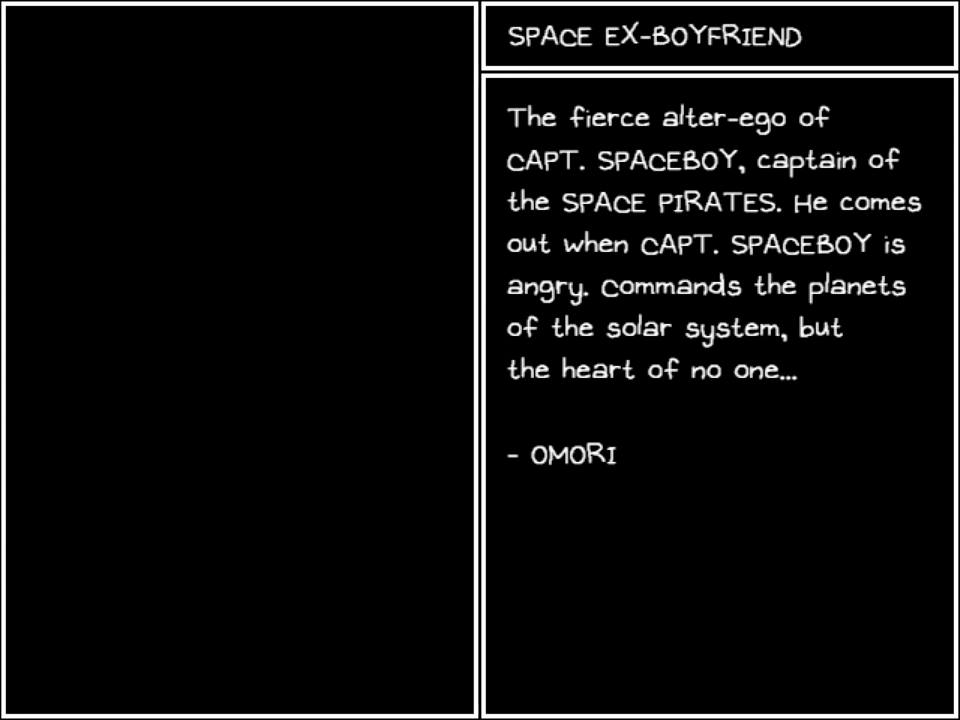 SPACE EX-BOYFRIEND
The fierce alter-ego of
CAPT. SPACEBOY, captain of
the SPACE PIRATES. He comes
out when CAPT. SPACEBOY is
angry. Commands the planets
of the solar system, but
the heart of no one...
- OMORI